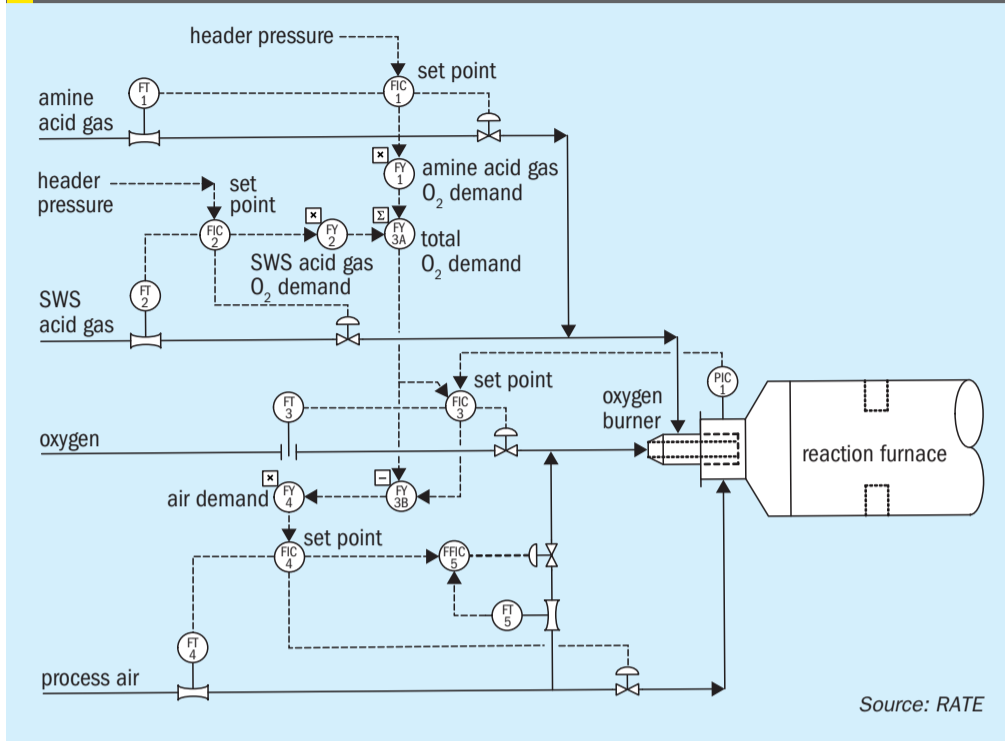 header pressure
set point
FT
1
FIC
1
amine
acid gas
×
FY
1
amine acid gas
O2 demand
header
pressure
set
point
×
Σ
FIC
2
FY
2
FY
3A
total
O2 demand
SWS acid gas
O2 demand
FT
2
SWS
acid gas
set point
PIC
1
FT
3
FIC
3
oxygen
burner
oxygen
reaction furnace
×
−
air demand
FY
4
FY
3B
set point
FIC
4
FFIC
5
FT
5
FT
4
process air
Source: RATE